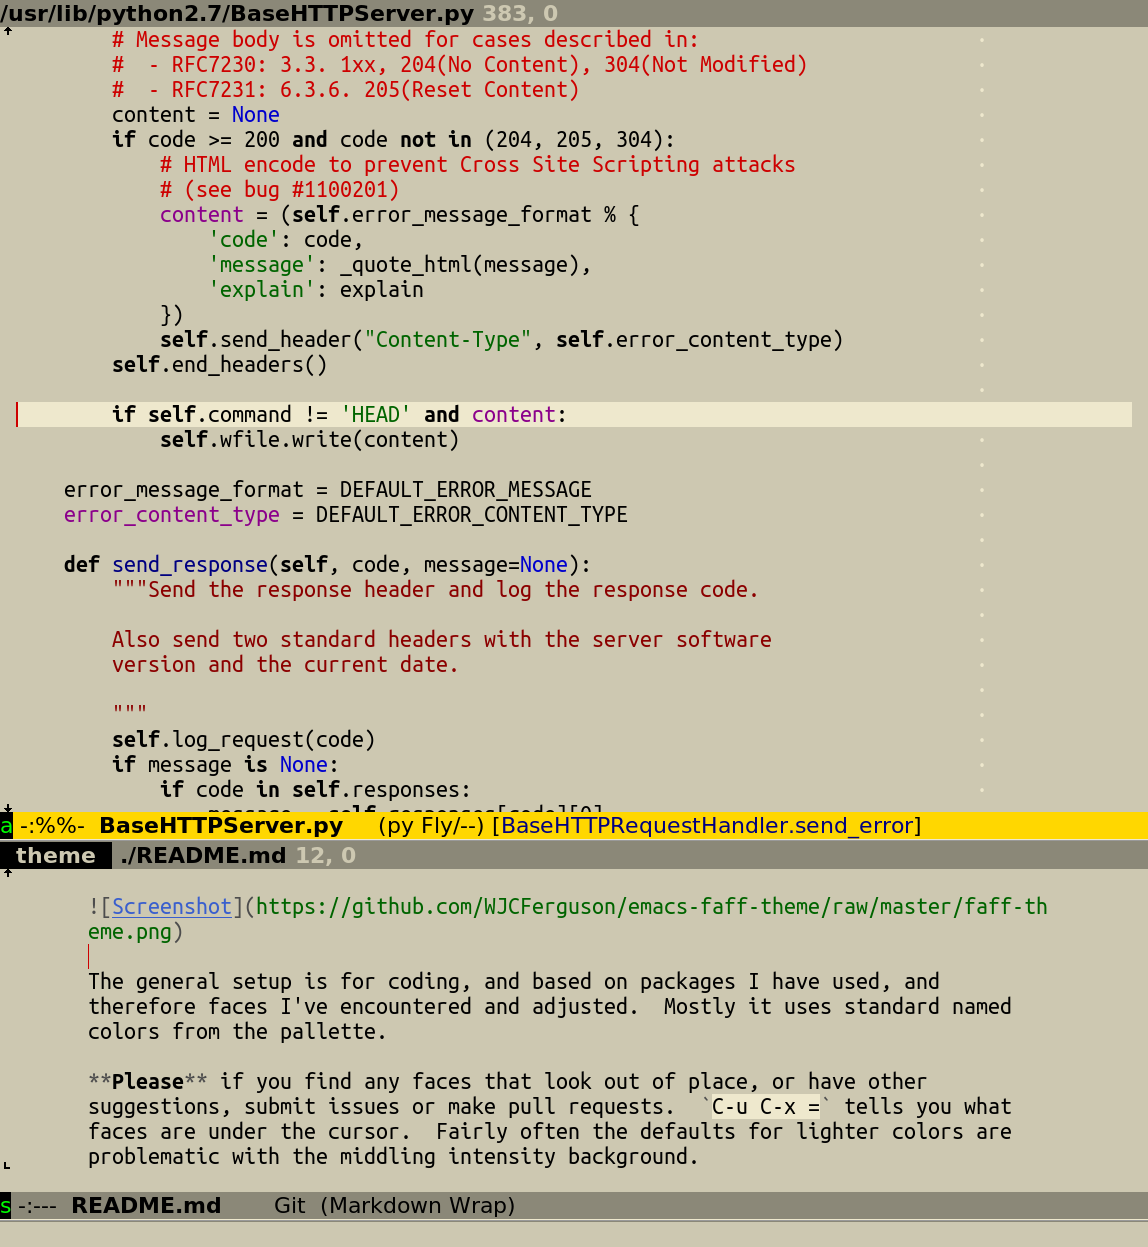 /usr/lib/python2.7/BaseHTTPServer.py 383, 0
        # Message body is omitted for cases described in:
        #  - RFC7230: 3.3. 1xx, 204(No Content), 304(Not Modified)
        #  - RFC7231: 6.3.6. 205(Reset Content)
        content = None
        if code >= 200 and code not in (204, 205, 304):
            # HTML encode to prevent Cross Site Scripting attacks
            # (see bug #1100201)
            content = (self.error_message_format % {
                'code': code,
                'message': _quote_html(message),
                'explain': explain
            })
            self.send_header("Content-Type", self.error_content_type)
        self.end_headers()

        if self.command != 'HEAD' and content:
            self.wfile.write(content)

    error_message_format = DEFAULT_ERROR_MESSAGE
    error_content_type = DEFAULT_ERROR_CONTENT_TYPE

    def send_response(self, code, message=None):
        """Send the response header and log the response code.

        Also send two standard headers with the server software
        version and the current date.

        """
        self.log_request(code)
        if message is None:
            if code in self.responses:
                message = self.responses[code][0]
a -:%%-  BaseHTTPServer.py     (py Fly/--) [BaseHTTPRequestHandler.send_error]
theme ./README.md 12, 0
![Screenshot](https://github.com/WJCFerguson/emacs-faff-theme/raw/master/faff-th
eme.png)

The general setup is for coding, and based on packages I have used, and
therefore faces I've encountered and adjusted.  Mostly it uses standard named
colors from the pallette.

**Please** if you find any faces that look out of place, or have other
suggestions, submit issues or make pull requests.  `C-u C-x =` tells you what
faces are under the cursor.  Fairly often the defaults for lighter colors are
problematic with the middling intensity background.
s -:---  README.md       Git  (Markdown Wrap)